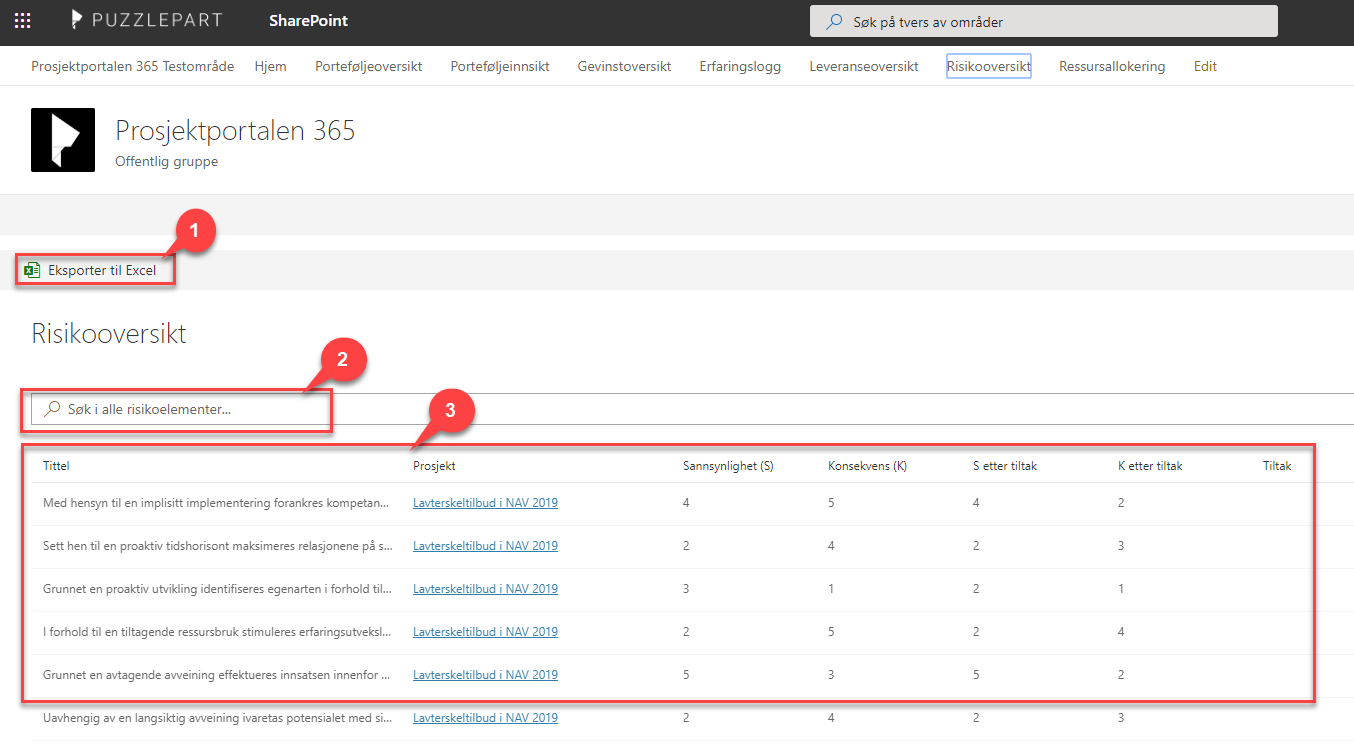 PUZZLEPART SharePoint Søk på tvers av områder
Prosjektportalen 365 Testområde Hjem Porteføljeoversikt Porteføljeinnsikt Gevinstoversikt Erfaringslogg Leveranseoversikt Risikooversikt Ressursallokering Edit
Prosjektportalen 365
Offentlig gruppe
1
Eksporter til Excel
Risikooversikt
2
Søk i alle risikoelementer...
3
Tittel Prosjekt Sannsynlighet (S) Konsekvens (K) S etter tiltak K etter tiltak Tiltak
Med hensyn til en implisitt implementering forankres kompetan... Lavterskeltilbud i NAV 2019 4 5 4 2
Sett hen til en proaktiv tidshorisont maksimeres relasjonene på s... Lavterskeltilbud i NAV 2019 2 4 2 3
Grunnet en proaktiv utvikling identifiseres egenarten i forhold til... Lavterskeltilbud i NAV 2019 3 1 2 1
I forhold til en tiltagende ressursbruk stimuleres erfaringsutveksl... Lavterskeltilbud i NAV 2019 2 5 2 4
Grunnet en avtagende avveining effektueres innsatsen innenfor ... Lavterskeltilbud i NAV 2019 5 3 5 2
Uavhengig av en langsiktig avveining ivaretas potensialet med si... Lavterskeltilbud i NAV 2019 2 4 2 3